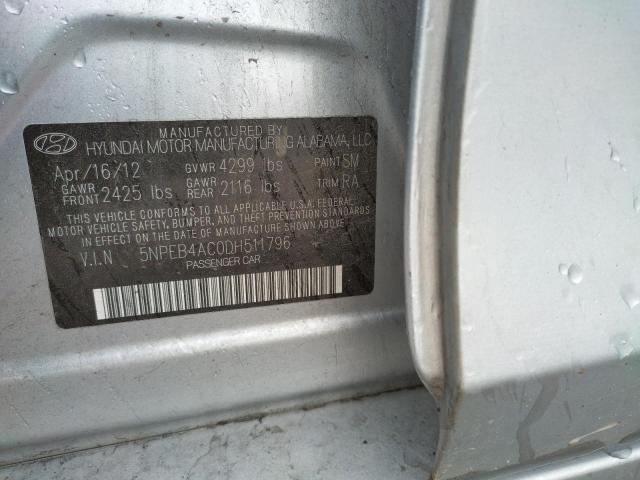 MANUFACTURED BY
HYUNDAI MOTOR MANUFACTURING ALABAMA, LLC
Apr/16/12 GVWR 4299 lbs PAINT SM
GAWR FRONT 2425 lbs GAWR REAR 2116 lbs TRIM RA
THIS VEHICLE CONFORMS TO ALL APPLICABLE U.S.A. FEDERAL
MOTOR VEHICLE SAFETY, BUMPER, AND THEFT PREVENTION STANDARDS
IN EFFECT ON THE DATE OF MANUFACTURE SHOWN ABOVE.
V.I.N 5NPEB4AC0DH511796
PASSENGER CAR